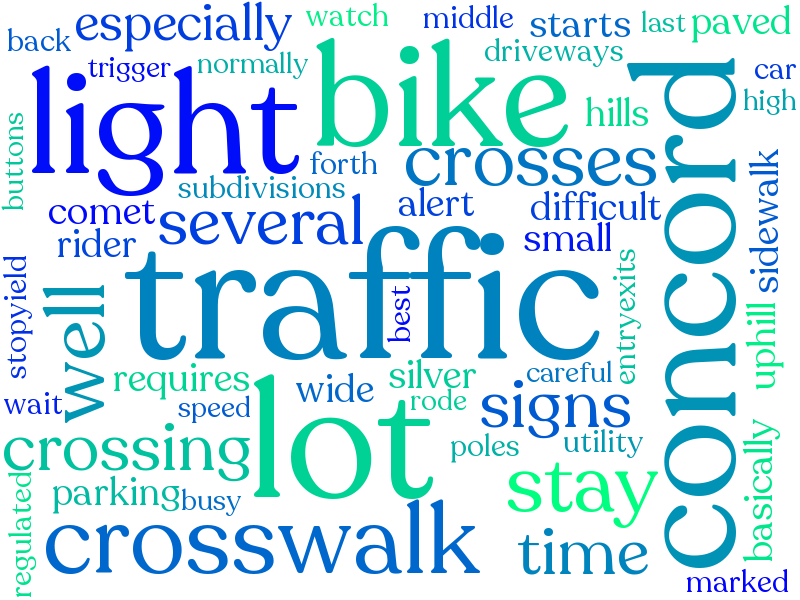 watch
middle
starts
last
paved
back
especially
driveways
trigger
normally
car
high
light
bike
hills
concord
buttons
forth
crosses
subdivisions
comet
several
alert
difficult
sidewalk
rider
small
traffic
stopyield
well
best
entryexits
uphill
requires
wide
silver
careful
wait
speed
lot
rode
signs
crossing
poles
utility
regulated
parking
busy
stay
basically
crosswalk
time
marked